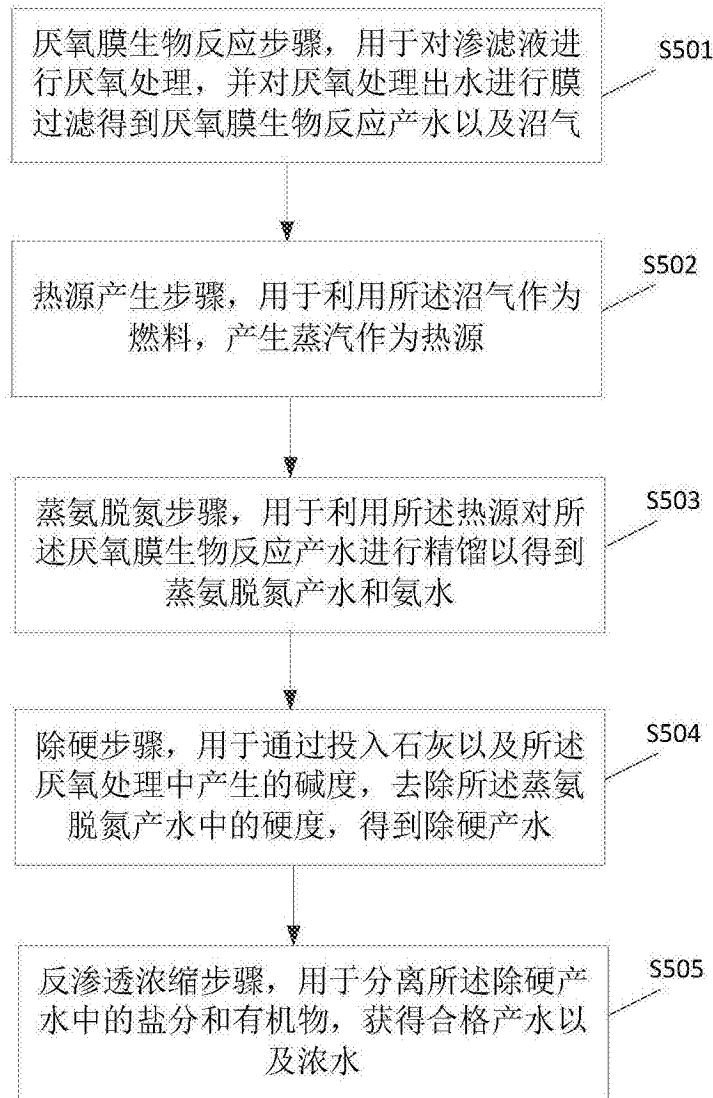 厌氧膜生物反应步骤，用于对渗滤液进
行厌氧处理，并对厌氧处理出水进行膜
过滤得到厌氧膜生物反应产水以及沼气
S501
热源产生步骤，用于利用所述沼气作为
燃料，产生蒸汽作为热源
S502
蒸氨脱氮步骤，用于利用所述热源对所
述厌氧膜生物反应产水进行精馏以得到
蒸氨脱氮产水和氨水
S503
除硬步骤，用于通过投入石灰以及所述
厌氧处理中产生的碱度，去除所述蒸氨
脱氮产水中的硬度，得到除硬产水
S504
反渗透浓缩步骤，用于分离所述除硬产
水中的盐分和有机物，获得合格产水以
及浓水
S505